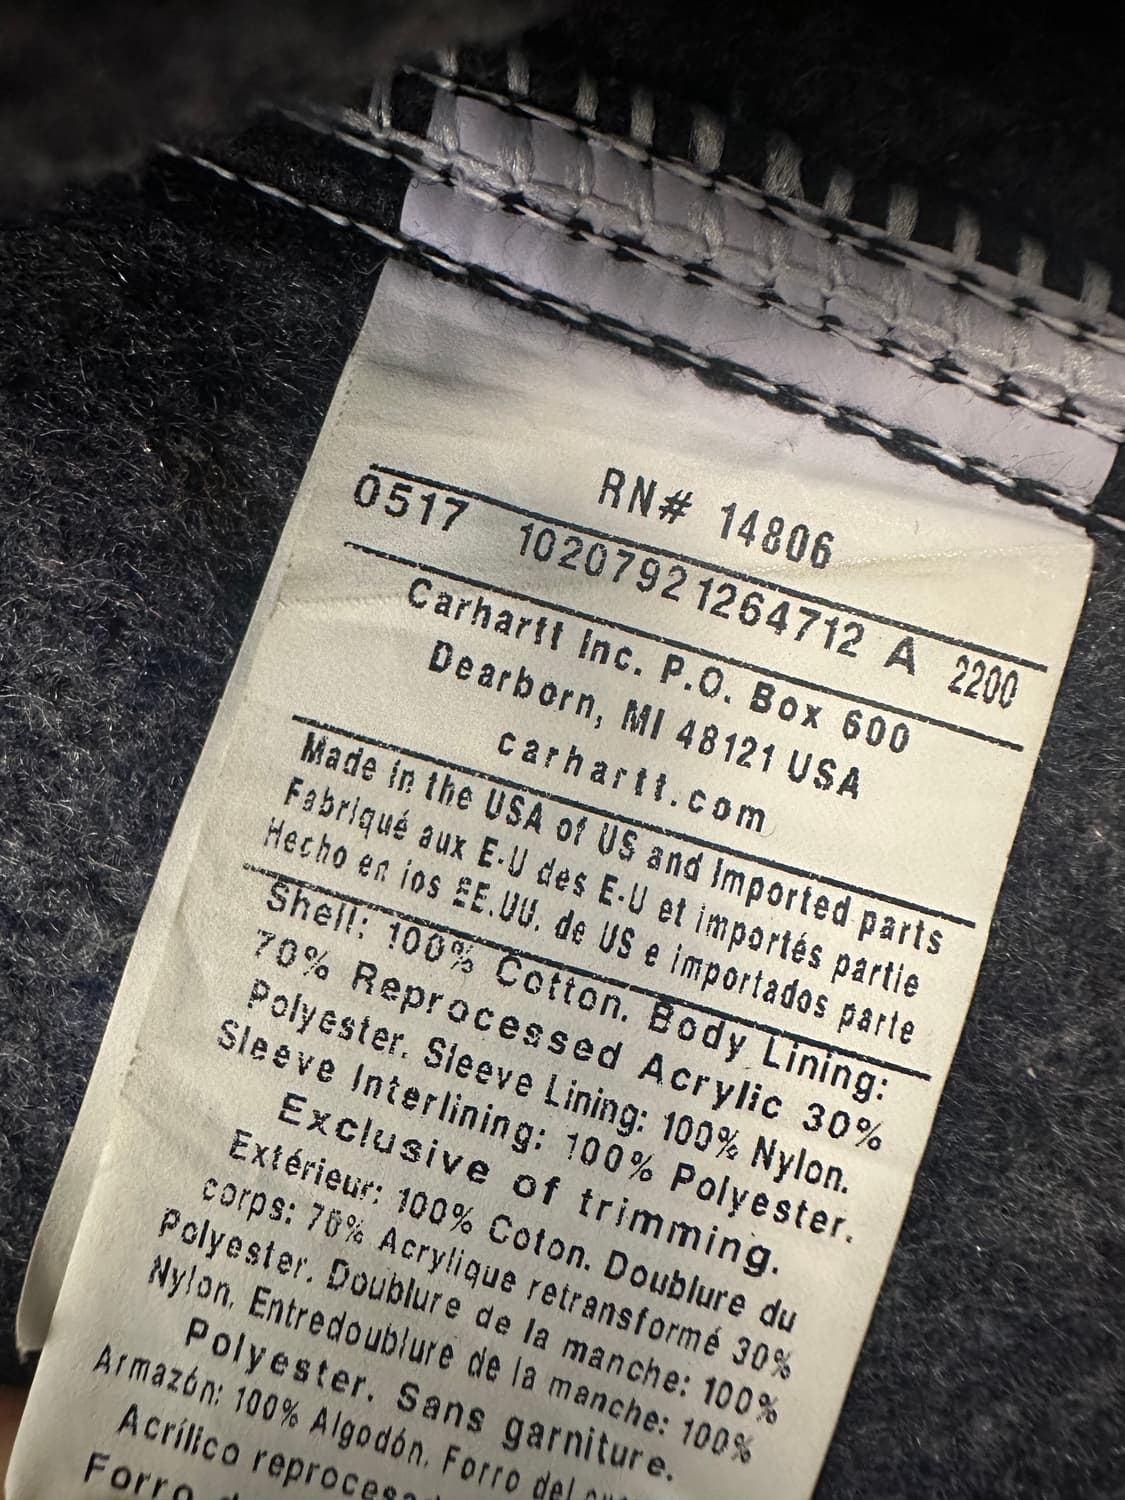 RN# 14806
0517 10207921264712 A 2200
Carhartt Inc. P.O. Box 600
Dearborn, MI 48121 USA
carhartt.com
Made in the USA of US and Imported parts
Fabriqué aux E-U des E.U et importés partie
Hecho en los EE.UU. de US e importados parte
Shell: 100% Cotton. Body Lining:
70% Reprocessed Acrylic 30%
Polyester. Sleeve Lining: 100% Nylon.
Sleeve Interlining: 100% Polyester.
Exclusive of trimming.
Extérieur: 100% Coton. Doublure du
corps: 70% Acrylique retransformé 30%
Polyester. Doublure de la manche: 100%
Nylon. Entredoublure de la manche: 100%
Polyester. Sans garniture.
Armazón: 100% Algodón. Forro del
Acrílico
Forro